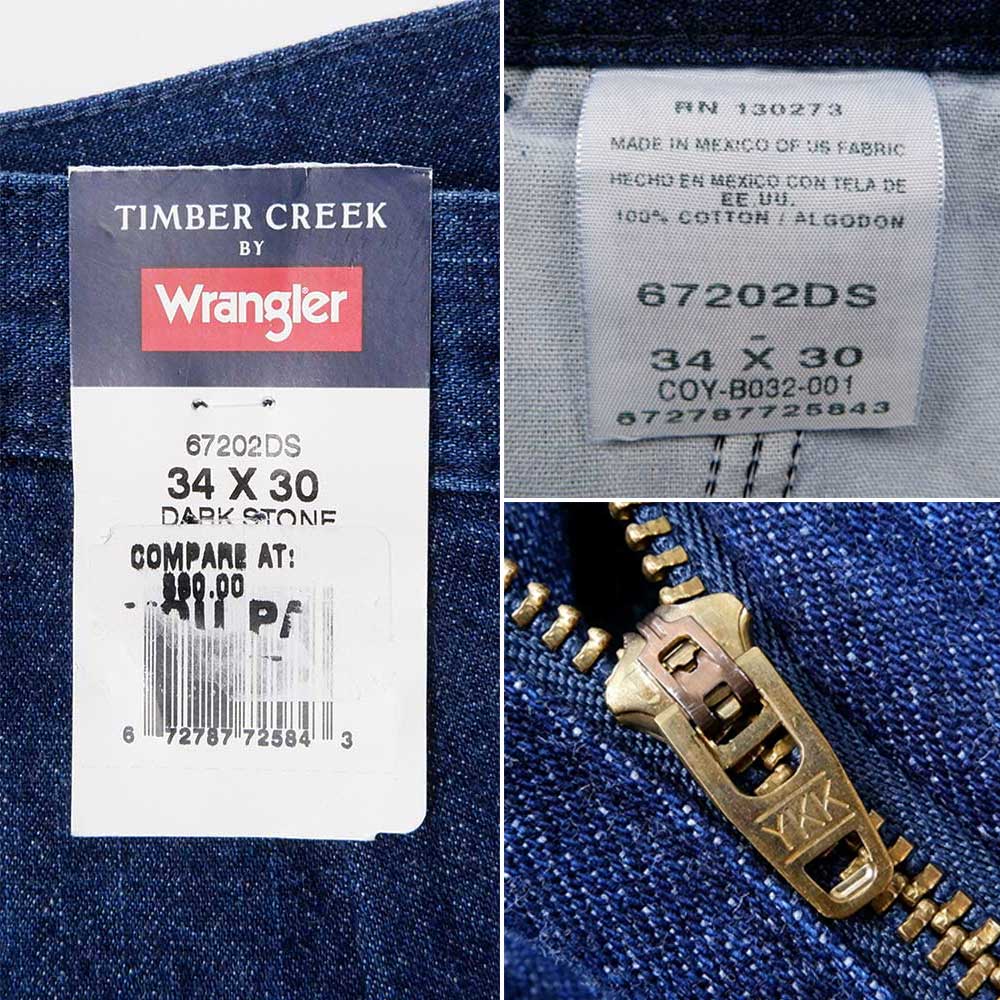 TIMBER CREEK
BY
Wrangler
67202DS
34 X 30
DARK STONE
COMPARE AT:
6 72787 72584 3
RN 130273
MADE IN MEXICO OF US FABRIC
HECHO EN MEXICO CON TELA DE
EE UU.
100% COTTON / ALGODON
67202DS
-
34 X 30
COY-B032-001
672787725843
YKK